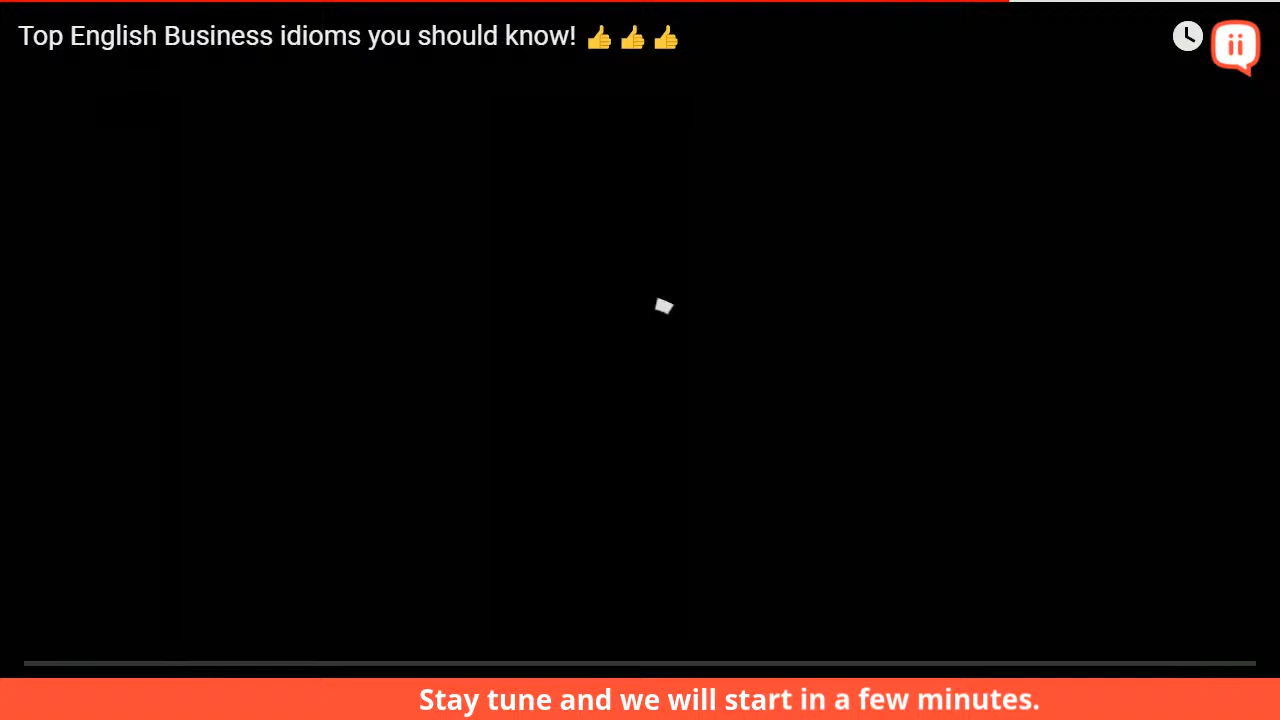 Top English Business idioms you should know! 👍👍👍
Stay tune and we will start in a few minutes.